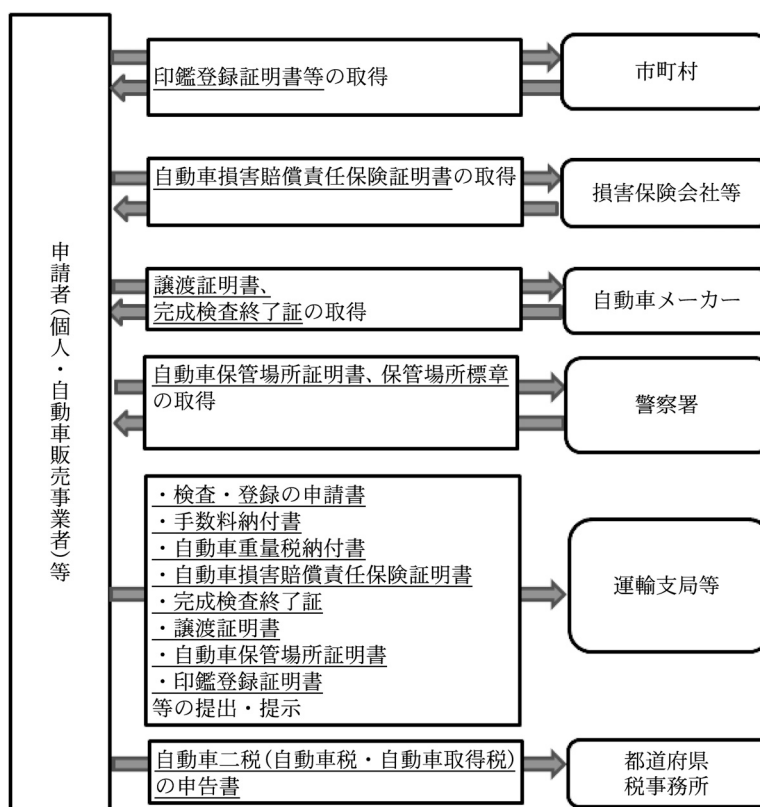 申請者(個人・自動車販売事業者)等
印鑑登録証明書等の取得
市町村
自動車損害賠償責任保険証明書の取得
損害保険会社等
譲渡証明書、
完成検査終了証の取得
自動車メーカー
自動車保管場所証明書、保管場所標章
の取得
警察署
・検査・登録の申請書
・手数料納付書
・自動車重量税納付書
・自動車損害賠償責任保険証明書
・完成検査終了証
・譲渡証明書
・自動車保管場所証明書
・印鑑登録証明書
等の提出・提示
運輸支局等
自動車二税(自動車税・自動車取得税)
の申告書
都道府県
税事務所